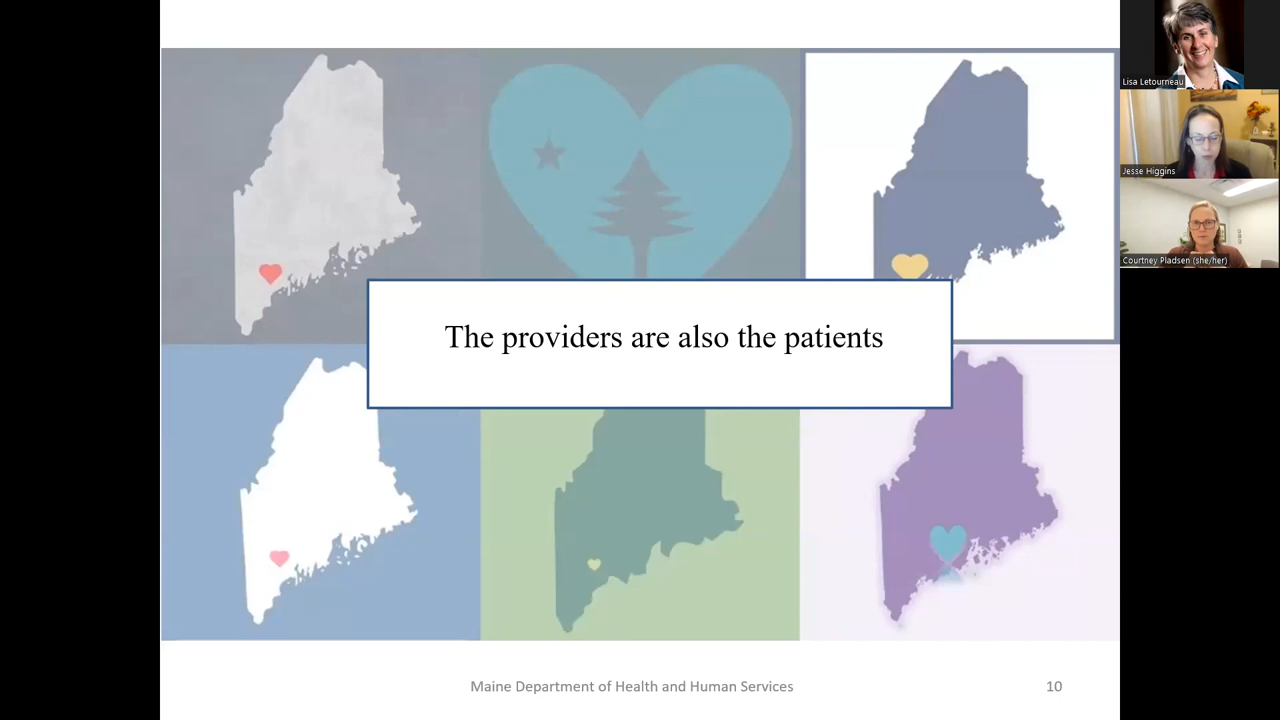 The providers are also the patients
Maine Department of Health and Human Services
10
Lisa Letourneau
Jesse Higgins
Courtney Pladsen (she/her)